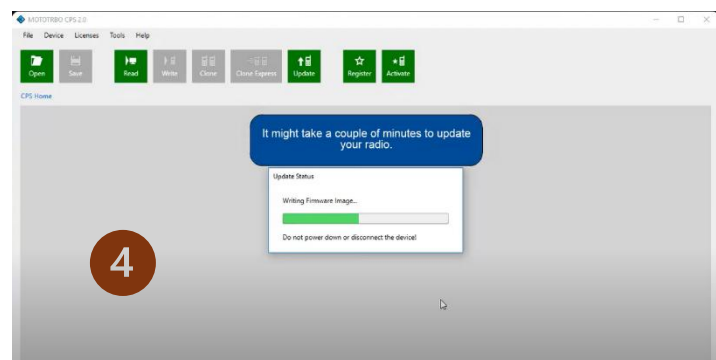 MOTOTRBO CPS 2.0
File Device Licenses Tools Help
Open Save Read Write Clone Clone Express Update Register Activate
CPS Home
It might take a couple of minutes to update
your radio.
Update Status
Writing Firmware Image...
Do not power down or disconnect the device!
4